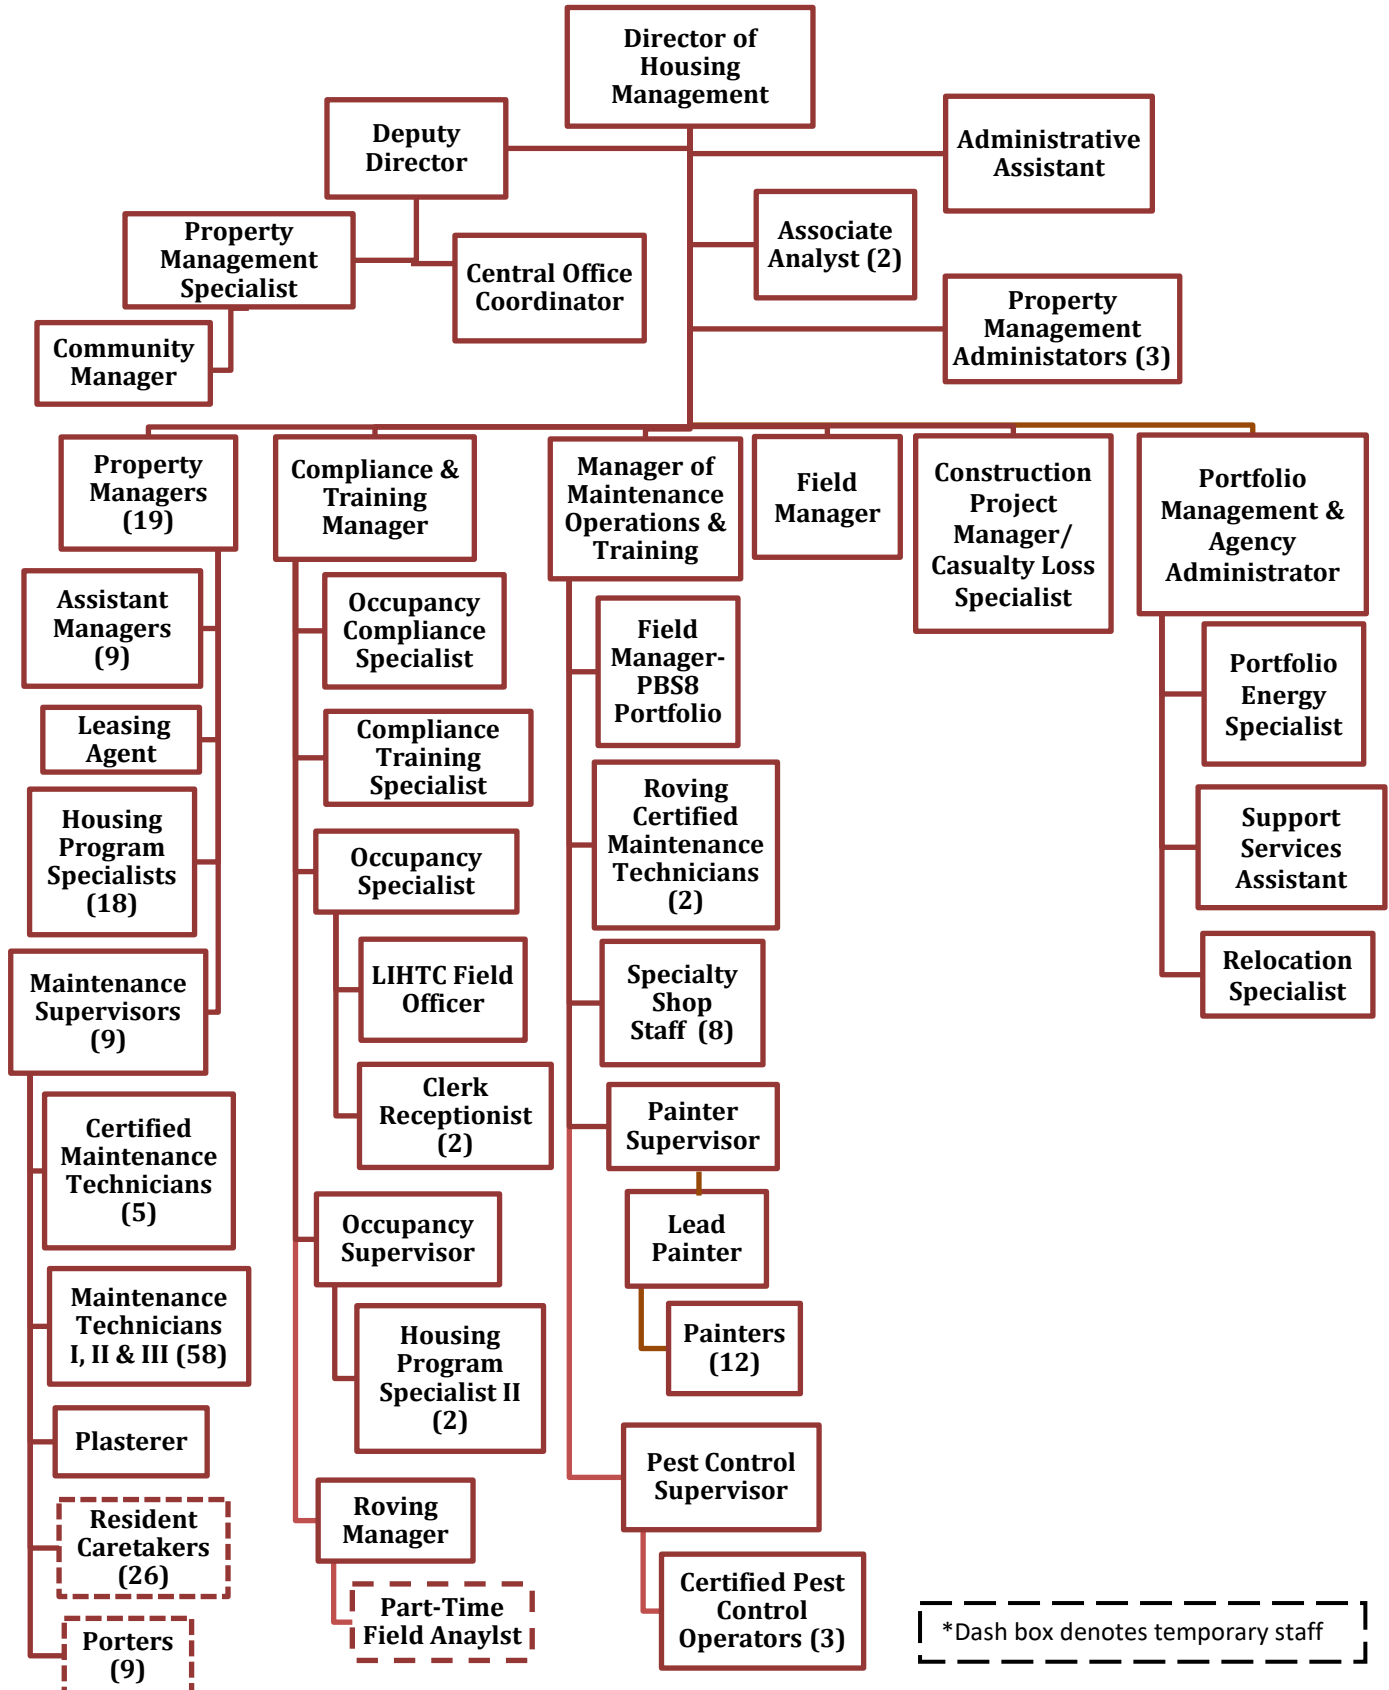 Director of
Housing
Management
Deputy
Director
Administrative
Assistant
Property
Management
Specialist
Associate
Analyst (2)
Central Office
Coordinator
Property
Management
Administators (3)
Community
Manager
Property
Managers
(19)
Compliance &
Training
Manager
Manager of
Maintenance
Operations &
Training
Field
Manager
Construction
Project
Manager/
Casualty Loss
Specialist
Portfolio
Management &
Agency
Administrator
Assistant
Managers
(9)
Leasing
Agent
Housing
Program
Specialists
(18)
Maintenance
Supervisors
(9)
Certified
Maintenance
Technicians
(5)
Maintenance
Technicians
I, II & III (58)
Plasterer
Resident
Caretakers
(26)
Porters
(9)
Occupancy
Compliance
Specialist
Compliance
Training
Specialist
Occupancy
Specialist
LIHTC Field
Officer
Clerk
Receptionist
(2)
Occupancy
Supervisor
Housing
Program
Specialist II
(2)
Roving
Manager
Part-Time
Field Anaylst
Field
Manager-
PBS8
Portfolio
Roving
Certified
Maintenance
Technicians
(2)
Specialty
Shop
Staff (8)
Painter
Supervisor
Lead
Painter
Painters
(12)
Pest Control
Supervisor
Certified Pest
Control
Operators (3)
Portfolio
Energy
Specialist
Support
Services
Assistant
Relocation
Specialist
*Dash box denotes temporary staff